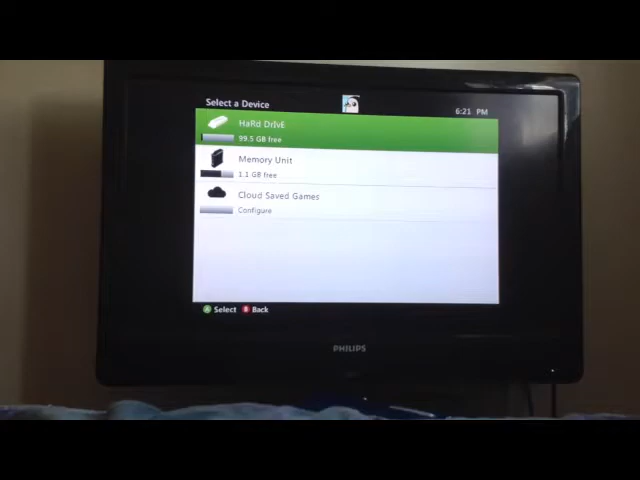 Select a Device
6:21 PM
HaRd DrIvE
99.5 GB free
Memory Unit
1.1 GB free
Cloud Saved Games
Configure
A Select B Back
PHILIPS